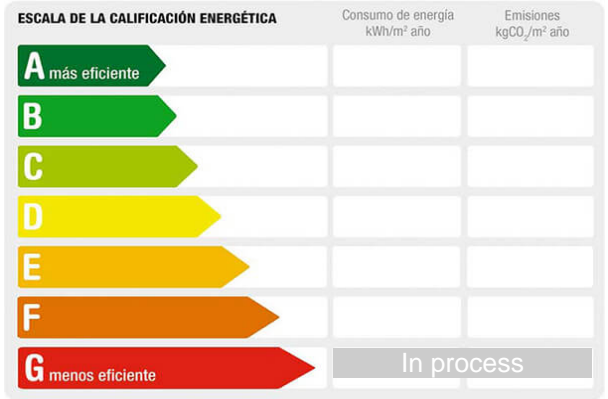 ESCALA DE LA CALIFICACIÓN ENERGÉTICA
Consumo de energía
kWh/m² año
Emisiones
kgCO₂/m² año
A más eficiente
B
C
D
E
F
G menos eficiente
In process